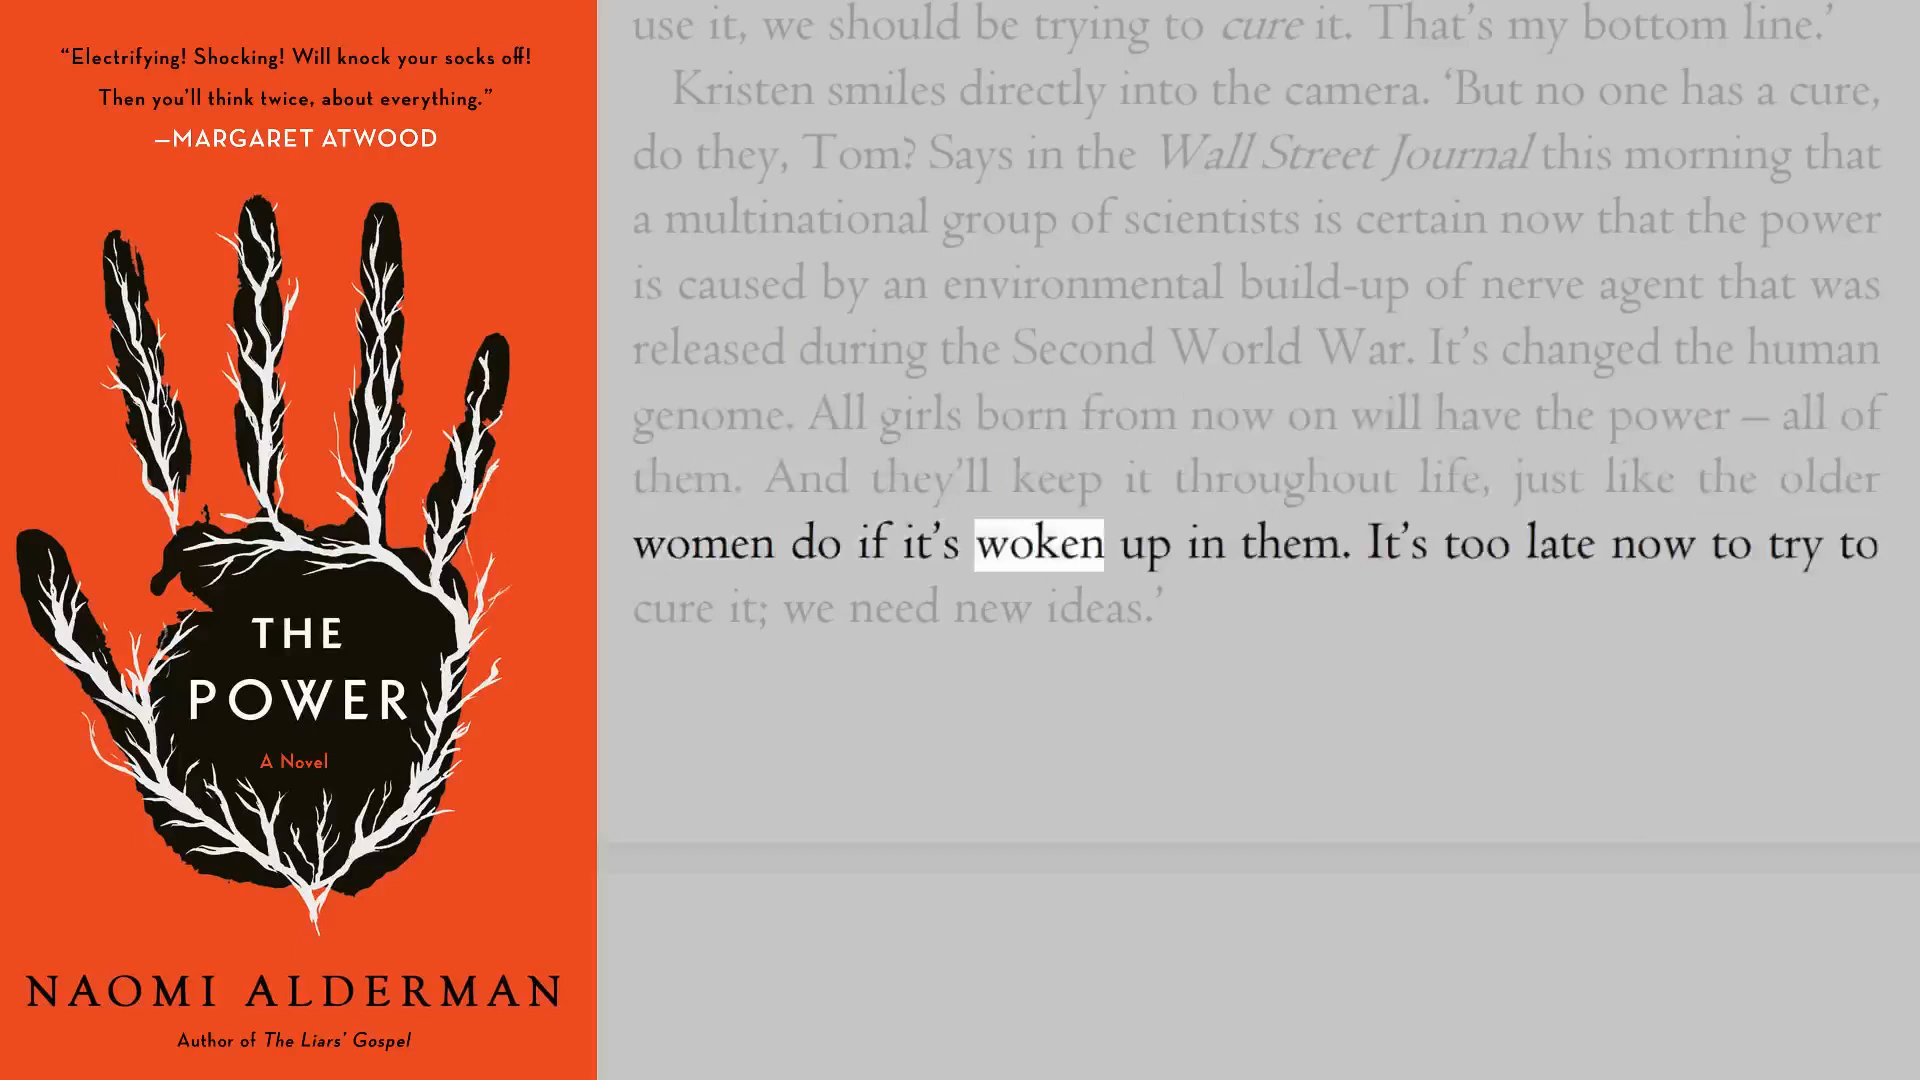 “Electrifying! Shocking! Will knock your socks off!
Then you’ll think twice, about everything.”
—MARGARET ATWOOD
THE
POWER
A Novel
NAOMI ALDERMAN
Author of The Liars’ Gospel
use it, we should be trying to cure it. That’s my bottom line.’
Kristen smiles directly into the camera. ‘But no one has a cure,
do they, Tom? Says in the Wall Street Journal this morning that
a multinational group of scientists is certain now that the power
is caused by an environmental build-up of nerve agent that was
released during the Second World War. It’s changed the human
genome. All girls born from now on will have the power – all of
them. And they’ll keep it throughout life, just like the older
women do if it’s woken up in them. It’s too late now to try to
cure it; we need new ideas.’